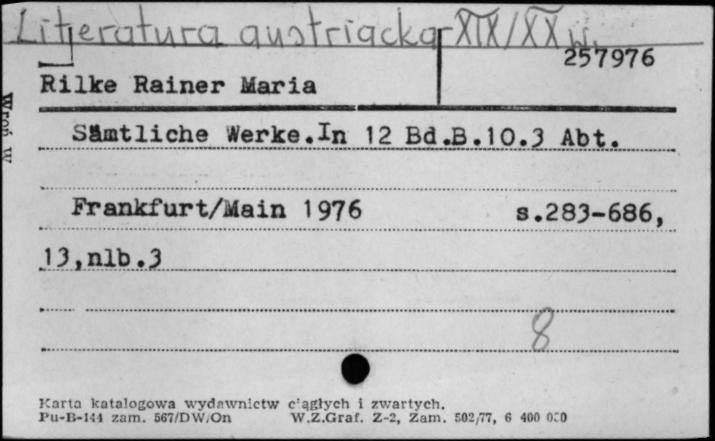 Literatura austriacka-XIX/XX w.
257976
Rilke Rainer Maria
Sämtliche Werke.In 12 Bd.B.10.3 Abt.
Frankfurt/Main 1976 s.283-686,
13,nlb.3
8
Karta katalogowa wydawnictw ciągłych i zwartych.
Pu-B-144 zam. 567/DW/On W.Z.Graf. Z-2, Zam. 502/77, 6 400 000